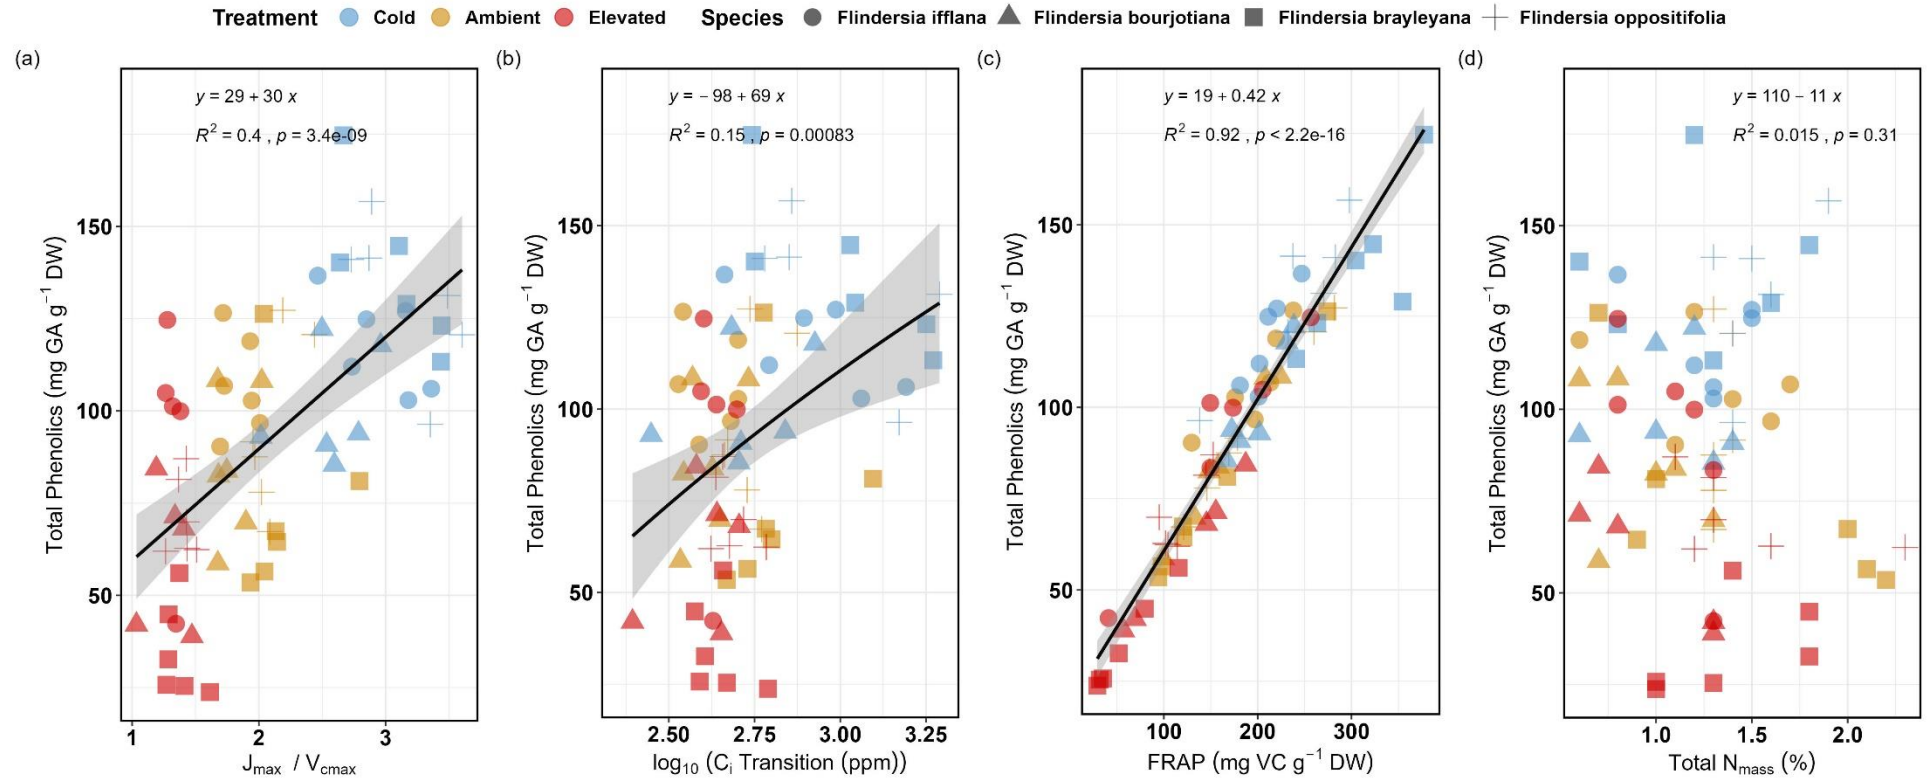 Treatment Cold Ambient Elevated Species Flindersia ifflana Flindersia bourjotiana Flindersia brayleyana Flindersia oppositifolia
(a)
y = 29 + 30 x
R² = 0.4 , p = 3.4e-09
Total Phenolics (mg GA g⁻¹ DW)
150
100
50
1 2 3
Jmax / Vcmax
(b)
y = − 98 + 69 x
R² = 0.15 , p = 0.00083
Total Phenolics (mg GA g⁻¹ DW)
150
100
50
2.50 2.75 3.00 3.25
log₁₀ (Cᵢ Transition (ppm))
(c)
y = 19 + 0.42 x
R² = 0.92 , p < 2.2e-16
Total Phenolics (mg GA g⁻¹ DW)
150
100
50
100 200 300
FRAP (mg VC g⁻¹ DW)
(d)
y = 110 − 11 x
R² = 0.015 , p = 0.31
Total Phenolics (mg GA g⁻¹ DW)
150
100
50
1.0 1.5 2.0
Total Nmass (%)